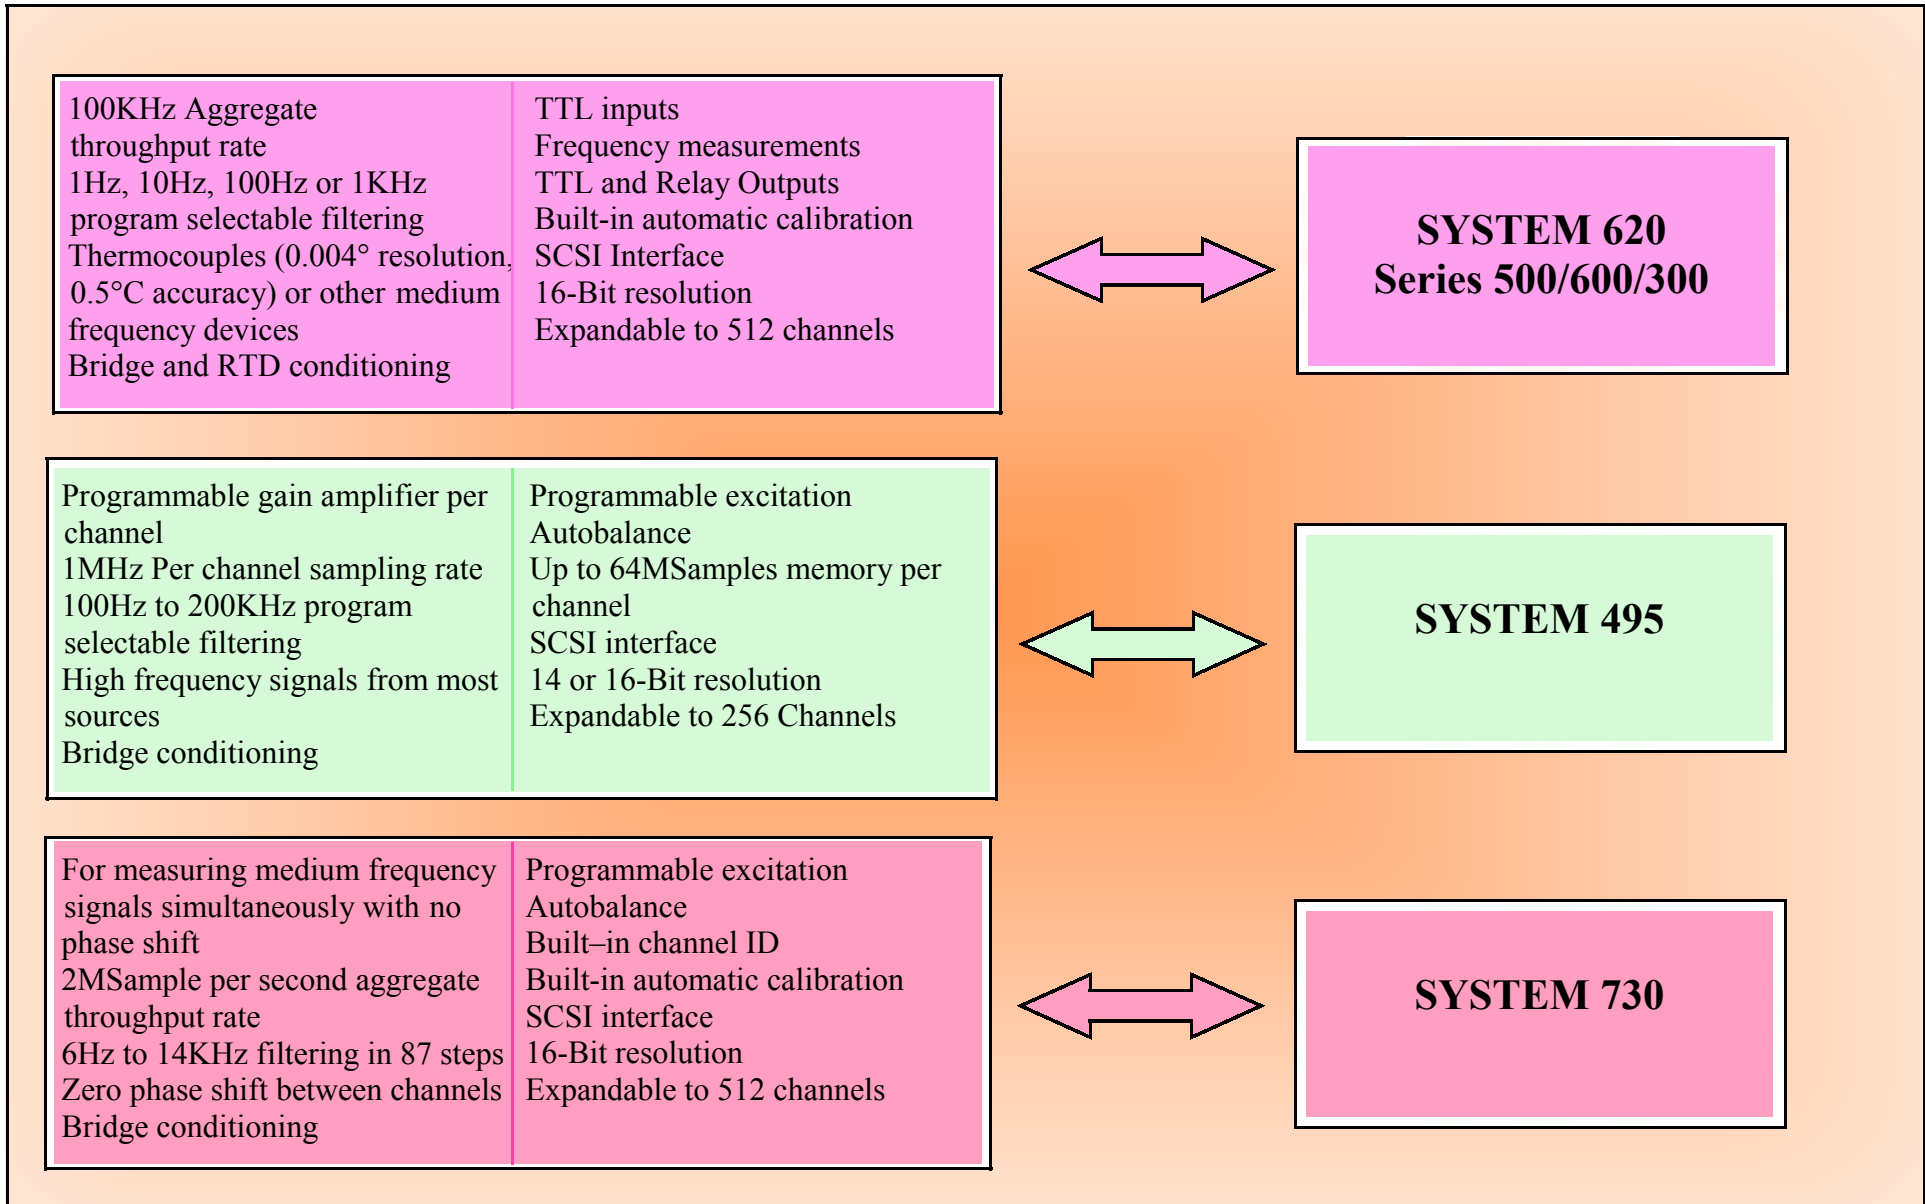 100KHz Aggregate
throughput rate
1Hz, 10Hz, 100Hz or 1KHz
program selectable filtering
Thermocouples (0.004° resolution,
0.5°C accuracy) or other medium
frequency devices
Bridge and RTD conditioning
TTL inputs
Frequency measurements
TTL and Relay Outputs
Built-in automatic calibration
SCSI Interface
16-Bit resolution
Expandable to 512 channels
SYSTEM 620
Series 500/600/300
Programmable gain amplifier per
channel
1MHz Per channel sampling rate
100Hz to 200KHz program
selectable filtering
High frequency signals from most
sources
Bridge conditioning
Programmable excitation
Autobalance
Up to 64MSamples memory per
channel
SCSI interface
14 or 16-Bit resolution
Expandable to 256 Channels
SYSTEM 495
For measuring medium frequency
signals simultaneously with no
phase shift
2MSample per second aggregate
throughput rate
6Hz to 14KHz filtering in 87 steps
Zero phase shift between channels
Bridge conditioning
Programmable excitation
Autobalance
Built–in channel ID
Built-in automatic calibration
SCSI interface
16-Bit resolution
Expandable to 512 channels
SYSTEM 730